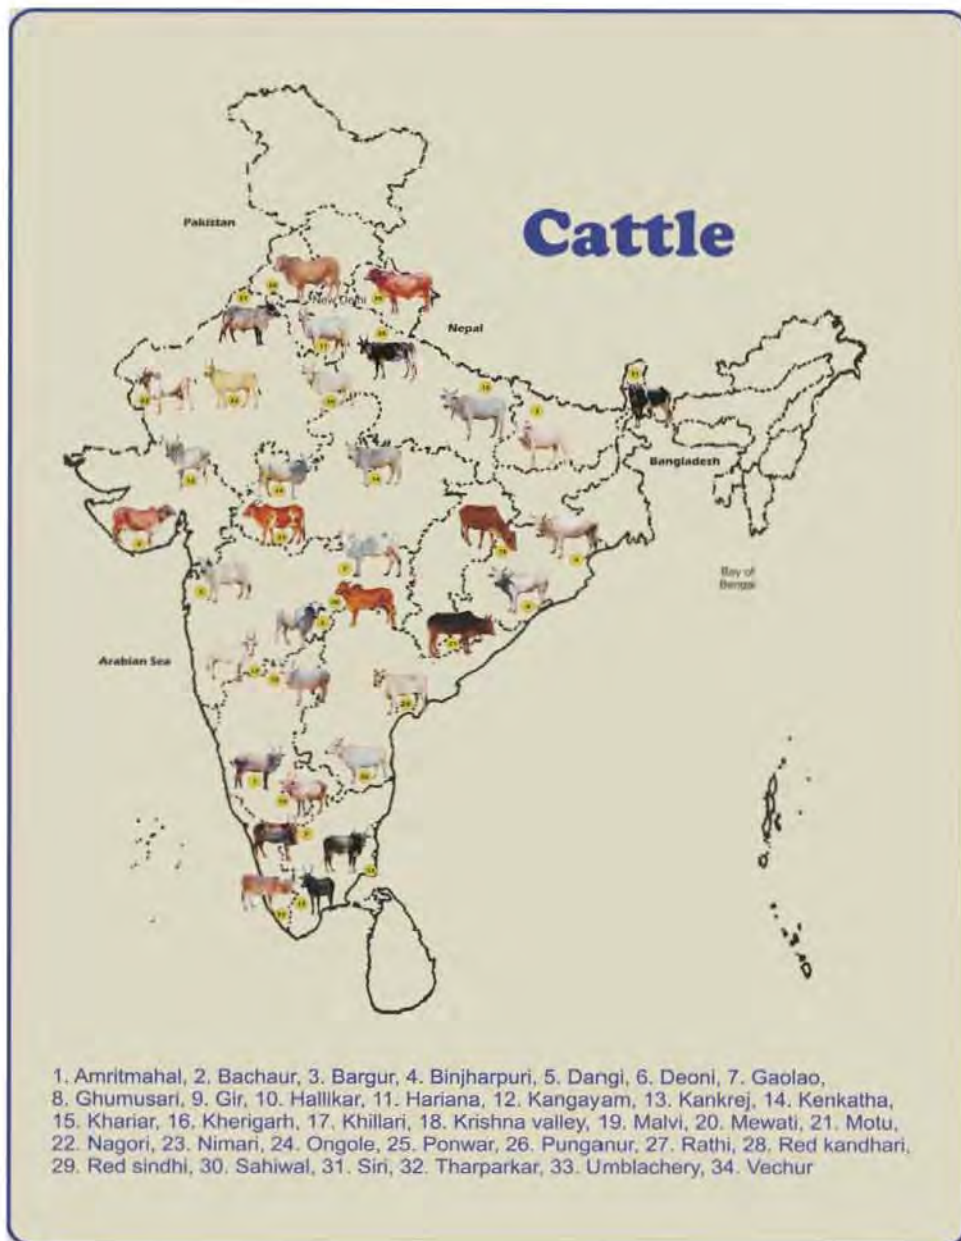 Cattle
Pakistan
New Delhi
Nepal
Bangladesh
Bay of
Bengal
Arabian Sea
1. Amritmahal, 2. Bachaur, 3. Bargur, 4. Binjharpuri, 5. Dangi, 6. Deoni, 7. Gaolao,
8. Ghumusari, 9. Gir, 10. Hallikar, 11. Hariana, 12. Kangayam, 13. Kankrej, 14. Kenkatha,
15. Khariar, 16. Kherigarh, 17. Khillari, 18. Krishna valley, 19. Malvi, 20. Mewati, 21. Motu,
22. Nagori, 23. Nimari, 24. Ongole, 25. Ponwar, 26. Punganur, 27. Rathi, 28. Red kandhari,
29. Red sindhi, 30. Sahiwal, 31. Siri, 32. Tharparkar, 33. Umblachery, 34. Vechur